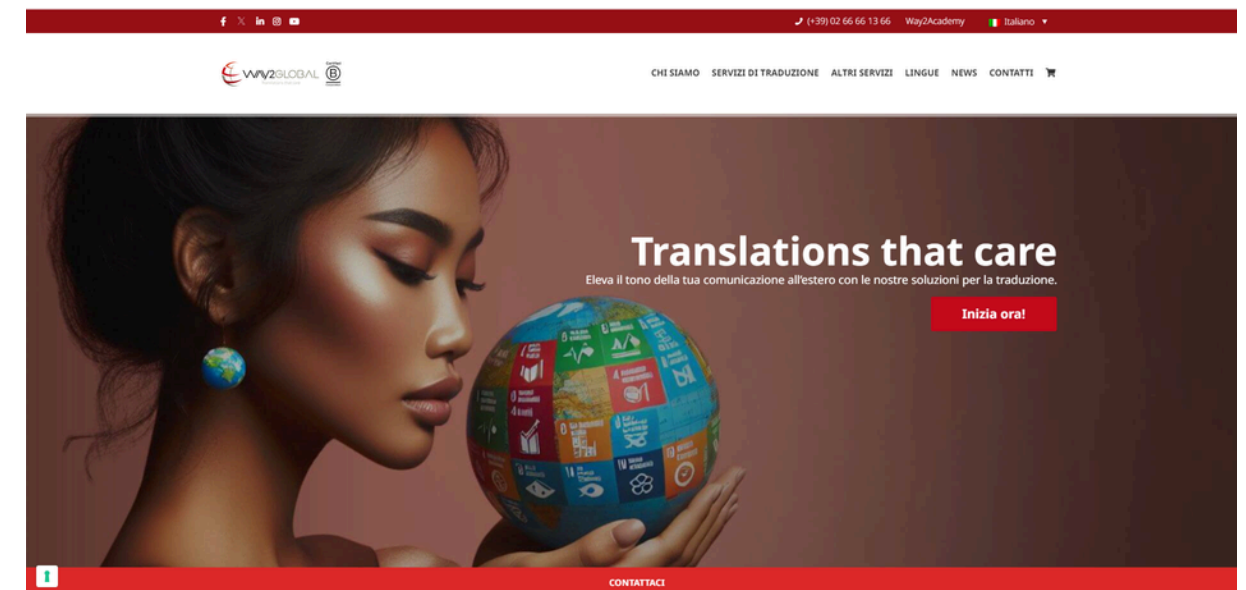 (+39) 02 66 66 13 66 Way2Academy Italiano
WAY2GLOBAL Certified B
CHI SIAMO SERVIZI DI TRADUZIONE ALTRI SERVIZI LINGUE NEWS CONTATTI
Translations that care
Eleva il tono della tua comunicazione all'estero con le nostre soluzioni per la traduzione.
Inizia ora!
CONTATTACI